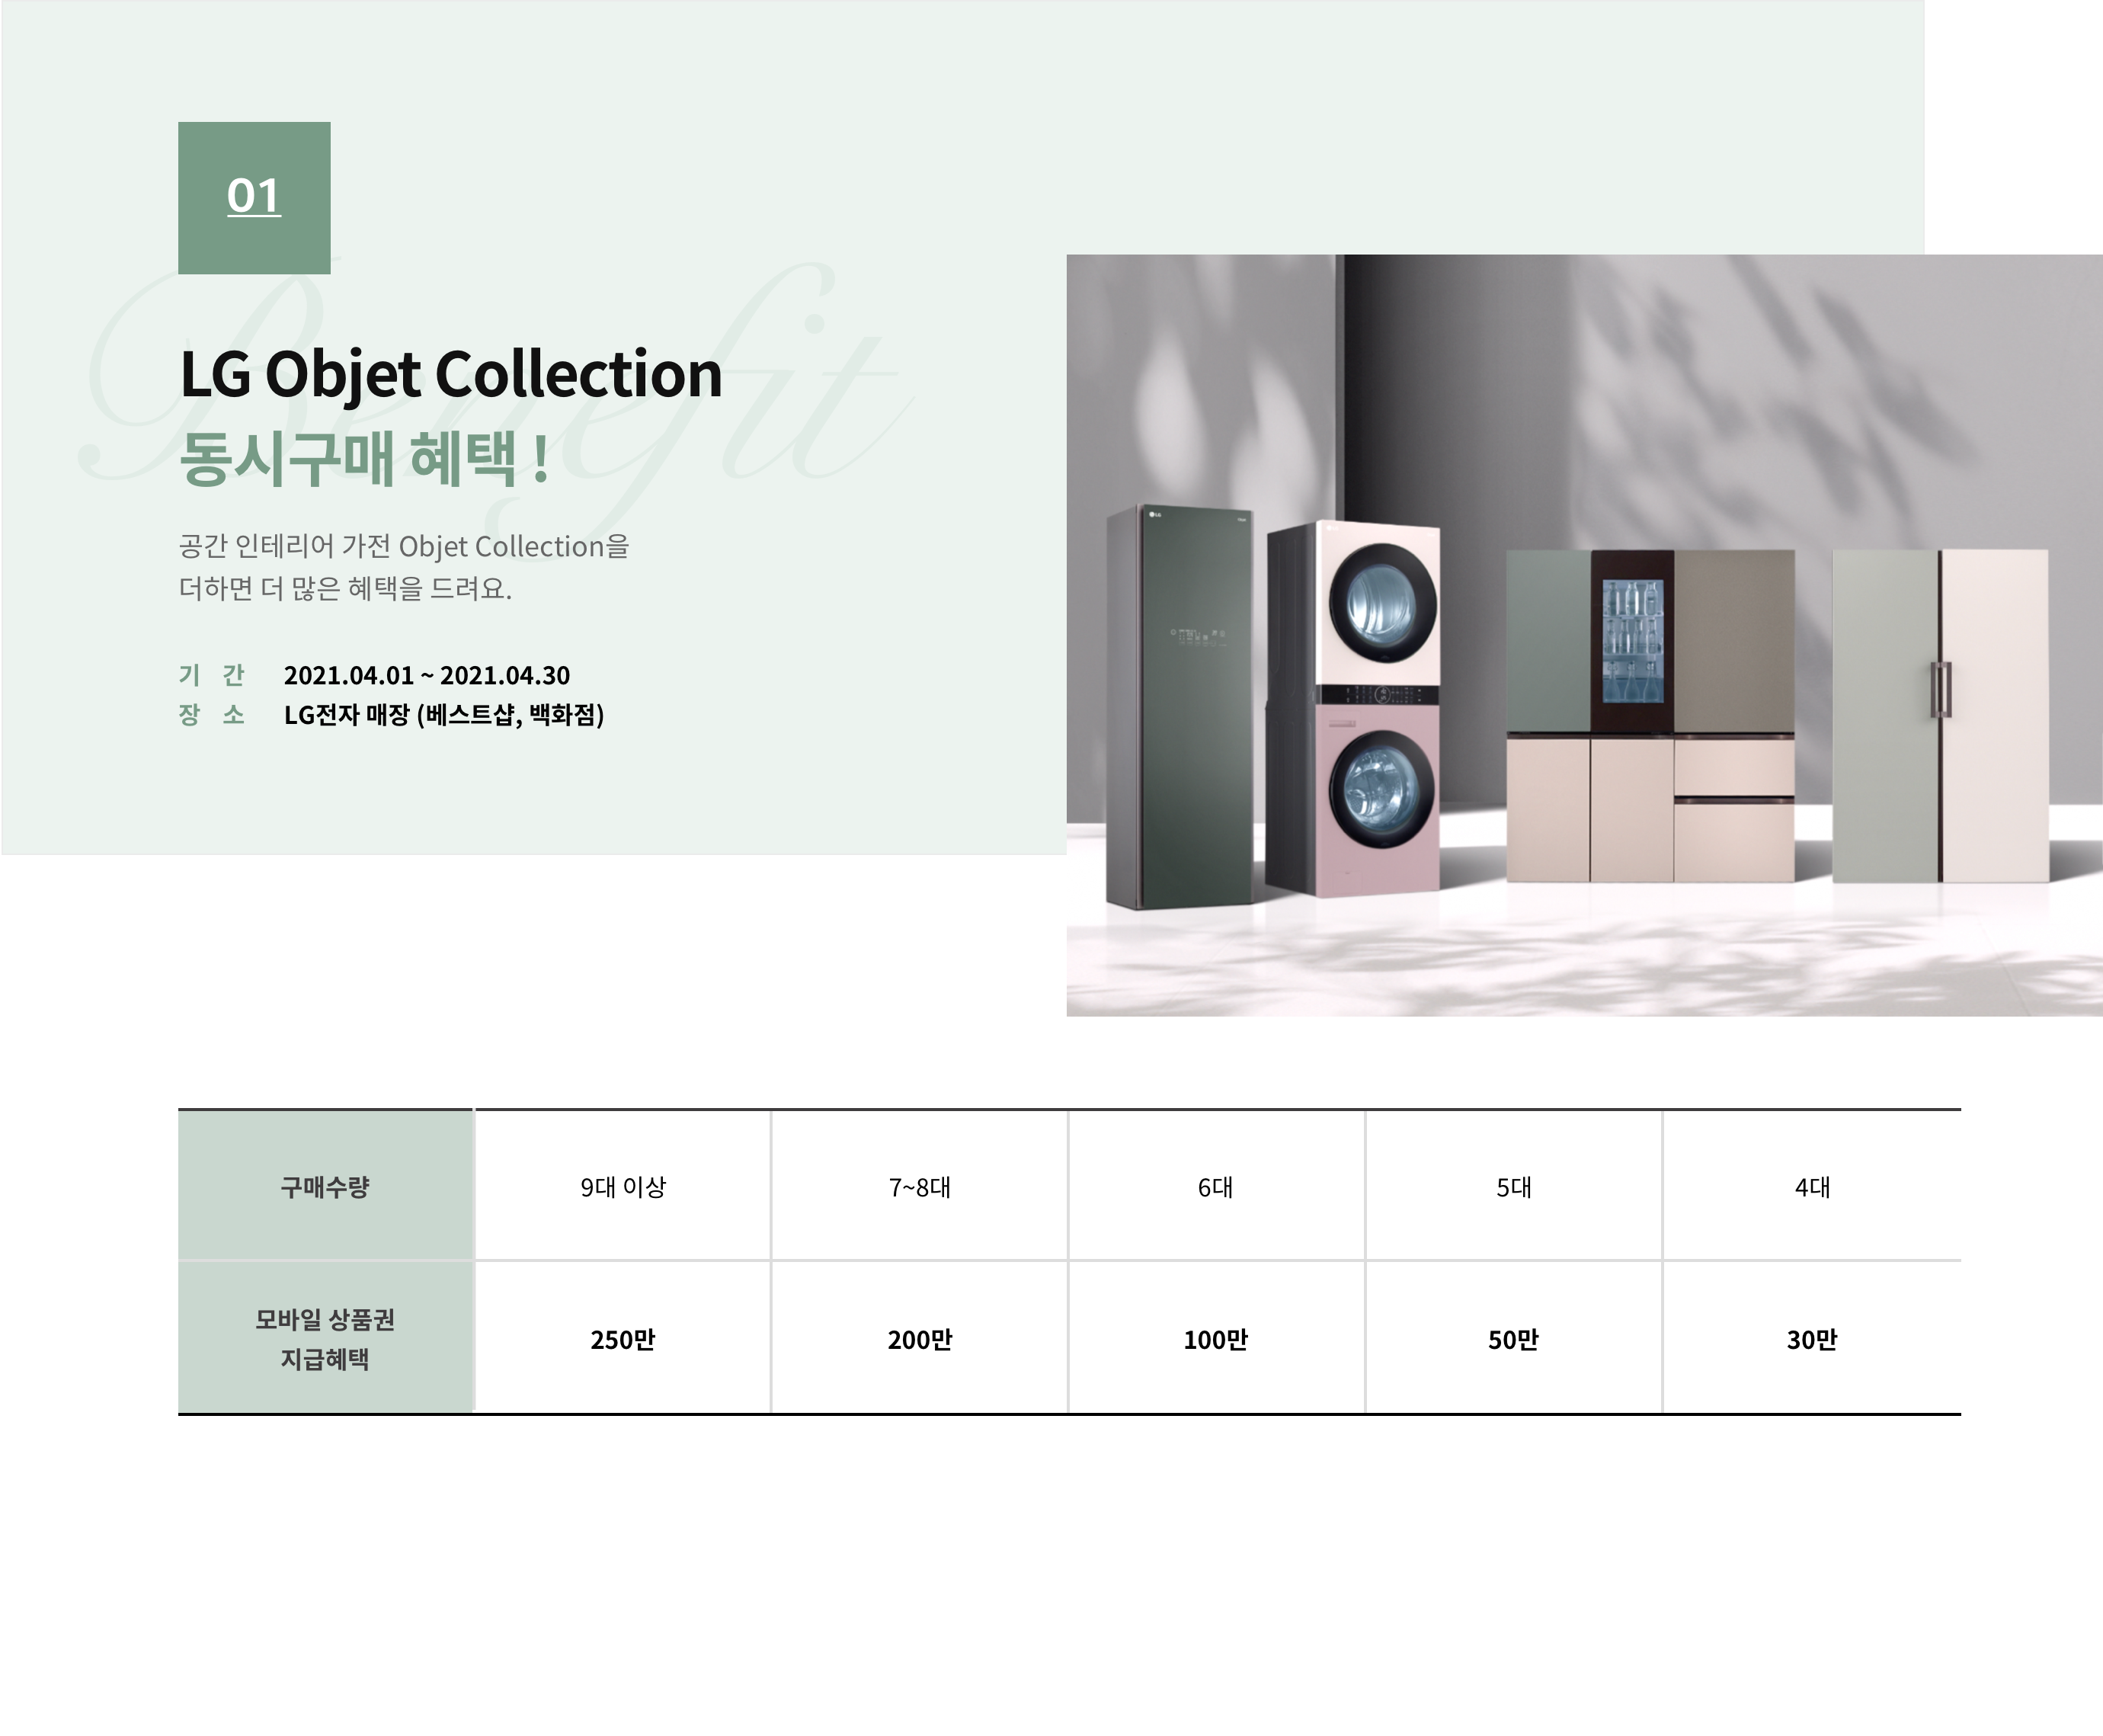 01
Benefit
LG Objet Collection
동시구매 혜택 !
공간 인테리어 가전 Objet Collection을
더하면 더 많은 혜택을 드려요.
기 간 2021.04.01 ~ 2021.04.30
장 소 LG전자 매장 (베스트샵, 백화점)
LG
구매수량 9대 이상 7~8대 6대 5대 4대
모바일 상품권
지급혜택 250만 200만 100만 50만 30만